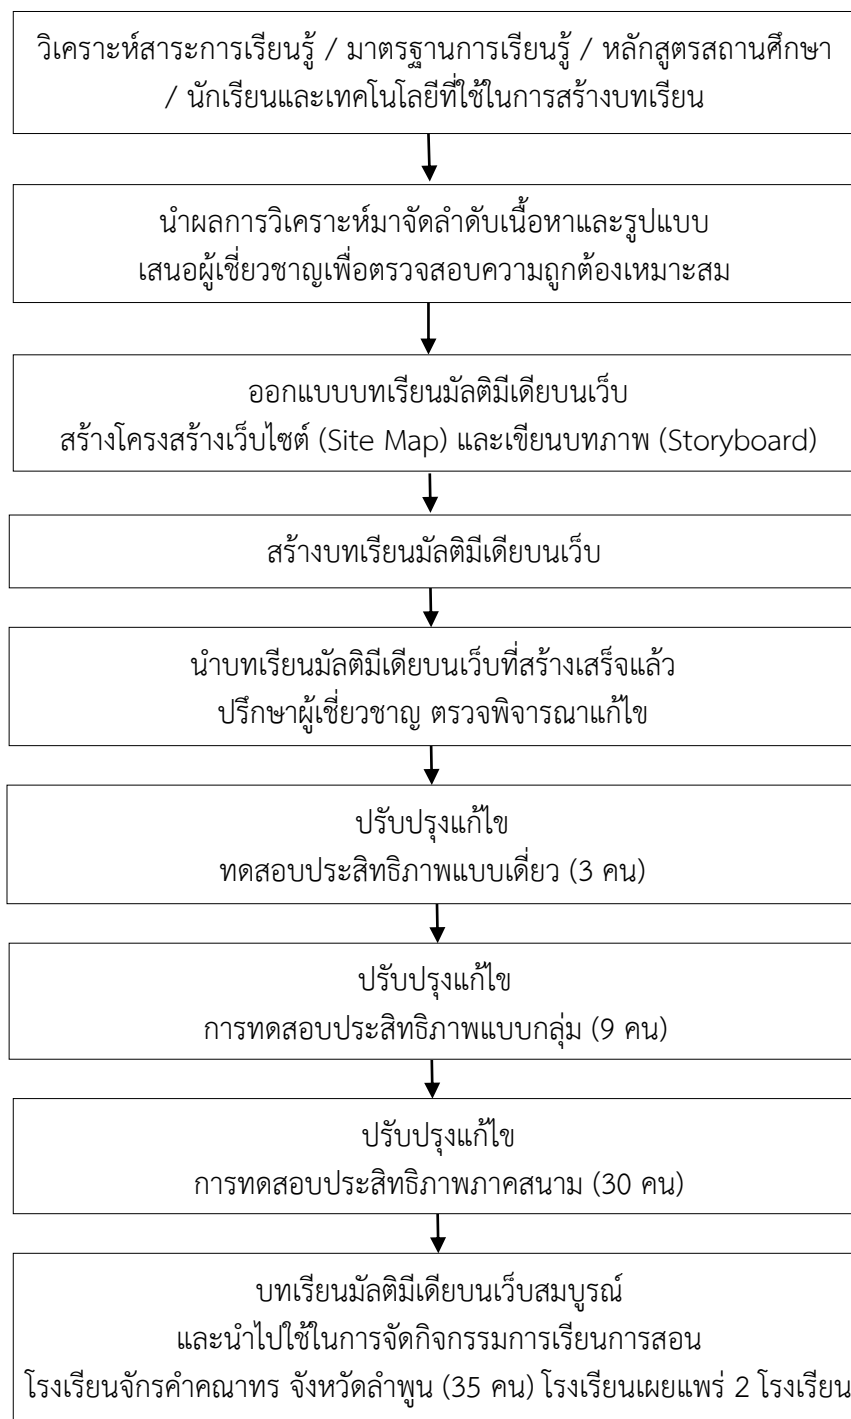 วิเคราะห์สาระการเรียนรู้ / มาตรฐานการเรียนรู้ / หลักสูตรสถานศึกษา
/ นักเรียนและเทคโนโลยีที่ใช้ในการสร้างบทเรียน
นำผลการวิเคราะห์มาจัดลำดับเนื้อหาและรูปแบบ
เสนอผู้เชี่ยวชาญเพื่อตรวจสอบความถูกต้องเหมาะสม
ออกแบบบทเรียนมัลติมีเดียบนเว็บ
สร้างโครงสร้างเว็บไซต์ (Site Map) และเขียนบทภาพ (Storyboard)
สร้างบทเรียนมัลติมีเดียบนเว็บ
นำบทเรียนมัลติมีเดียบนเว็บที่สร้างเสร็จแล้ว
ปรึกษาผู้เชี่ยวชาญ ตรวจพิจารณาแก้ไข
ปรับปรุงแก้ไข
ทดสอบประสิทธิภาพแบบเดี่ยว (3 คน)
ปรับปรุงแก้ไข
การทดสอบประสิทธิภาพแบบกลุ่ม (9 คน)
ปรับปรุงแก้ไข
การทดสอบประสิทธิภาพภาคสนาม (30 คน)
บทเรียนมัลติมีเดียบนเว็บสมบูรณ์
และนำไปใช้ในการจัดกิจกรรมการเรียนการสอน
โรงเรียนจักรคำคณาทร จังหวัดลำพูน (35 คน) โรงเรียนเผยแพร่ 2 โรงเรียน